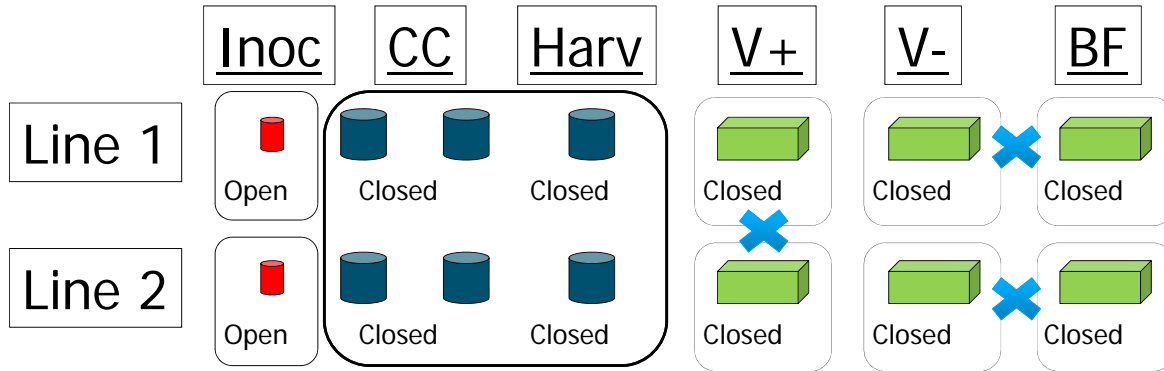 Inoc CC Harv V+ V- BF
Line 1
Open Closed Closed Closed Closed Closed
Line 2
Open Closed Closed Closed Closed Closed